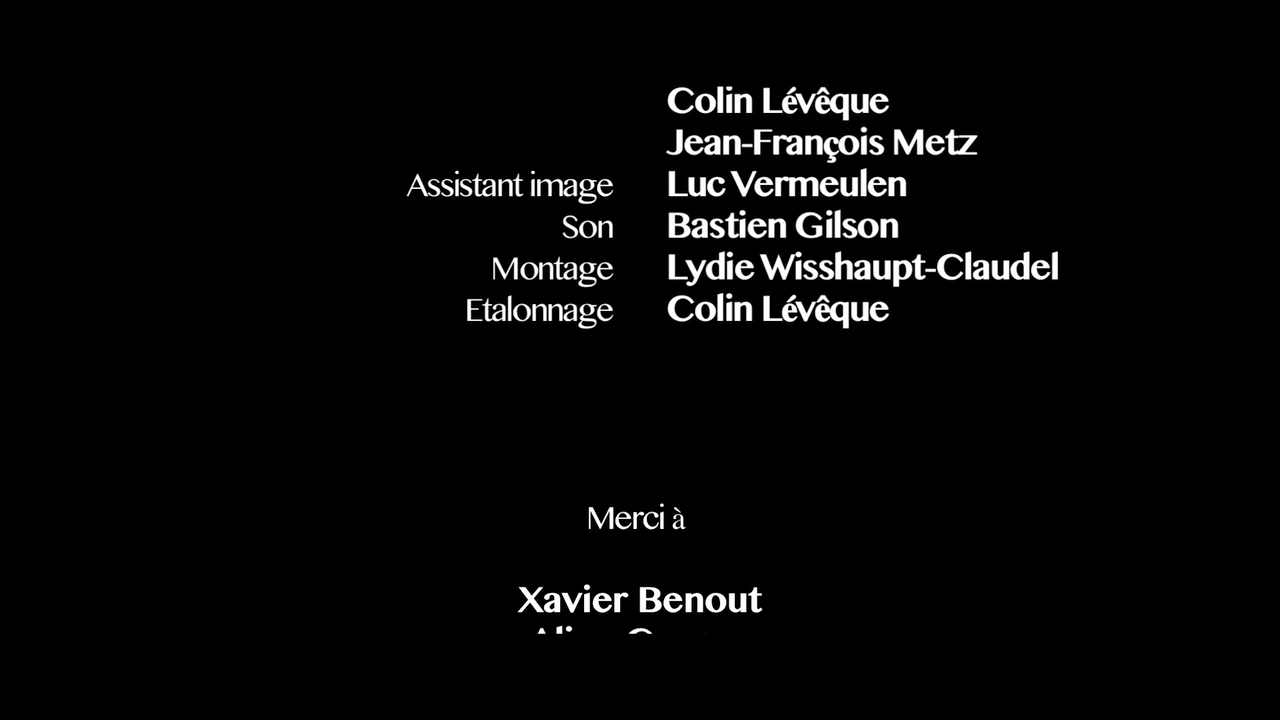 Colin Lévêque
Jean-François Metz
Assistant image Luc Vermeulen
Son Bastien Gilson
Montage Lydie Wisshaupt-Claudel
Etalonnage Colin Lévêque
Merci à
Xavier Benout